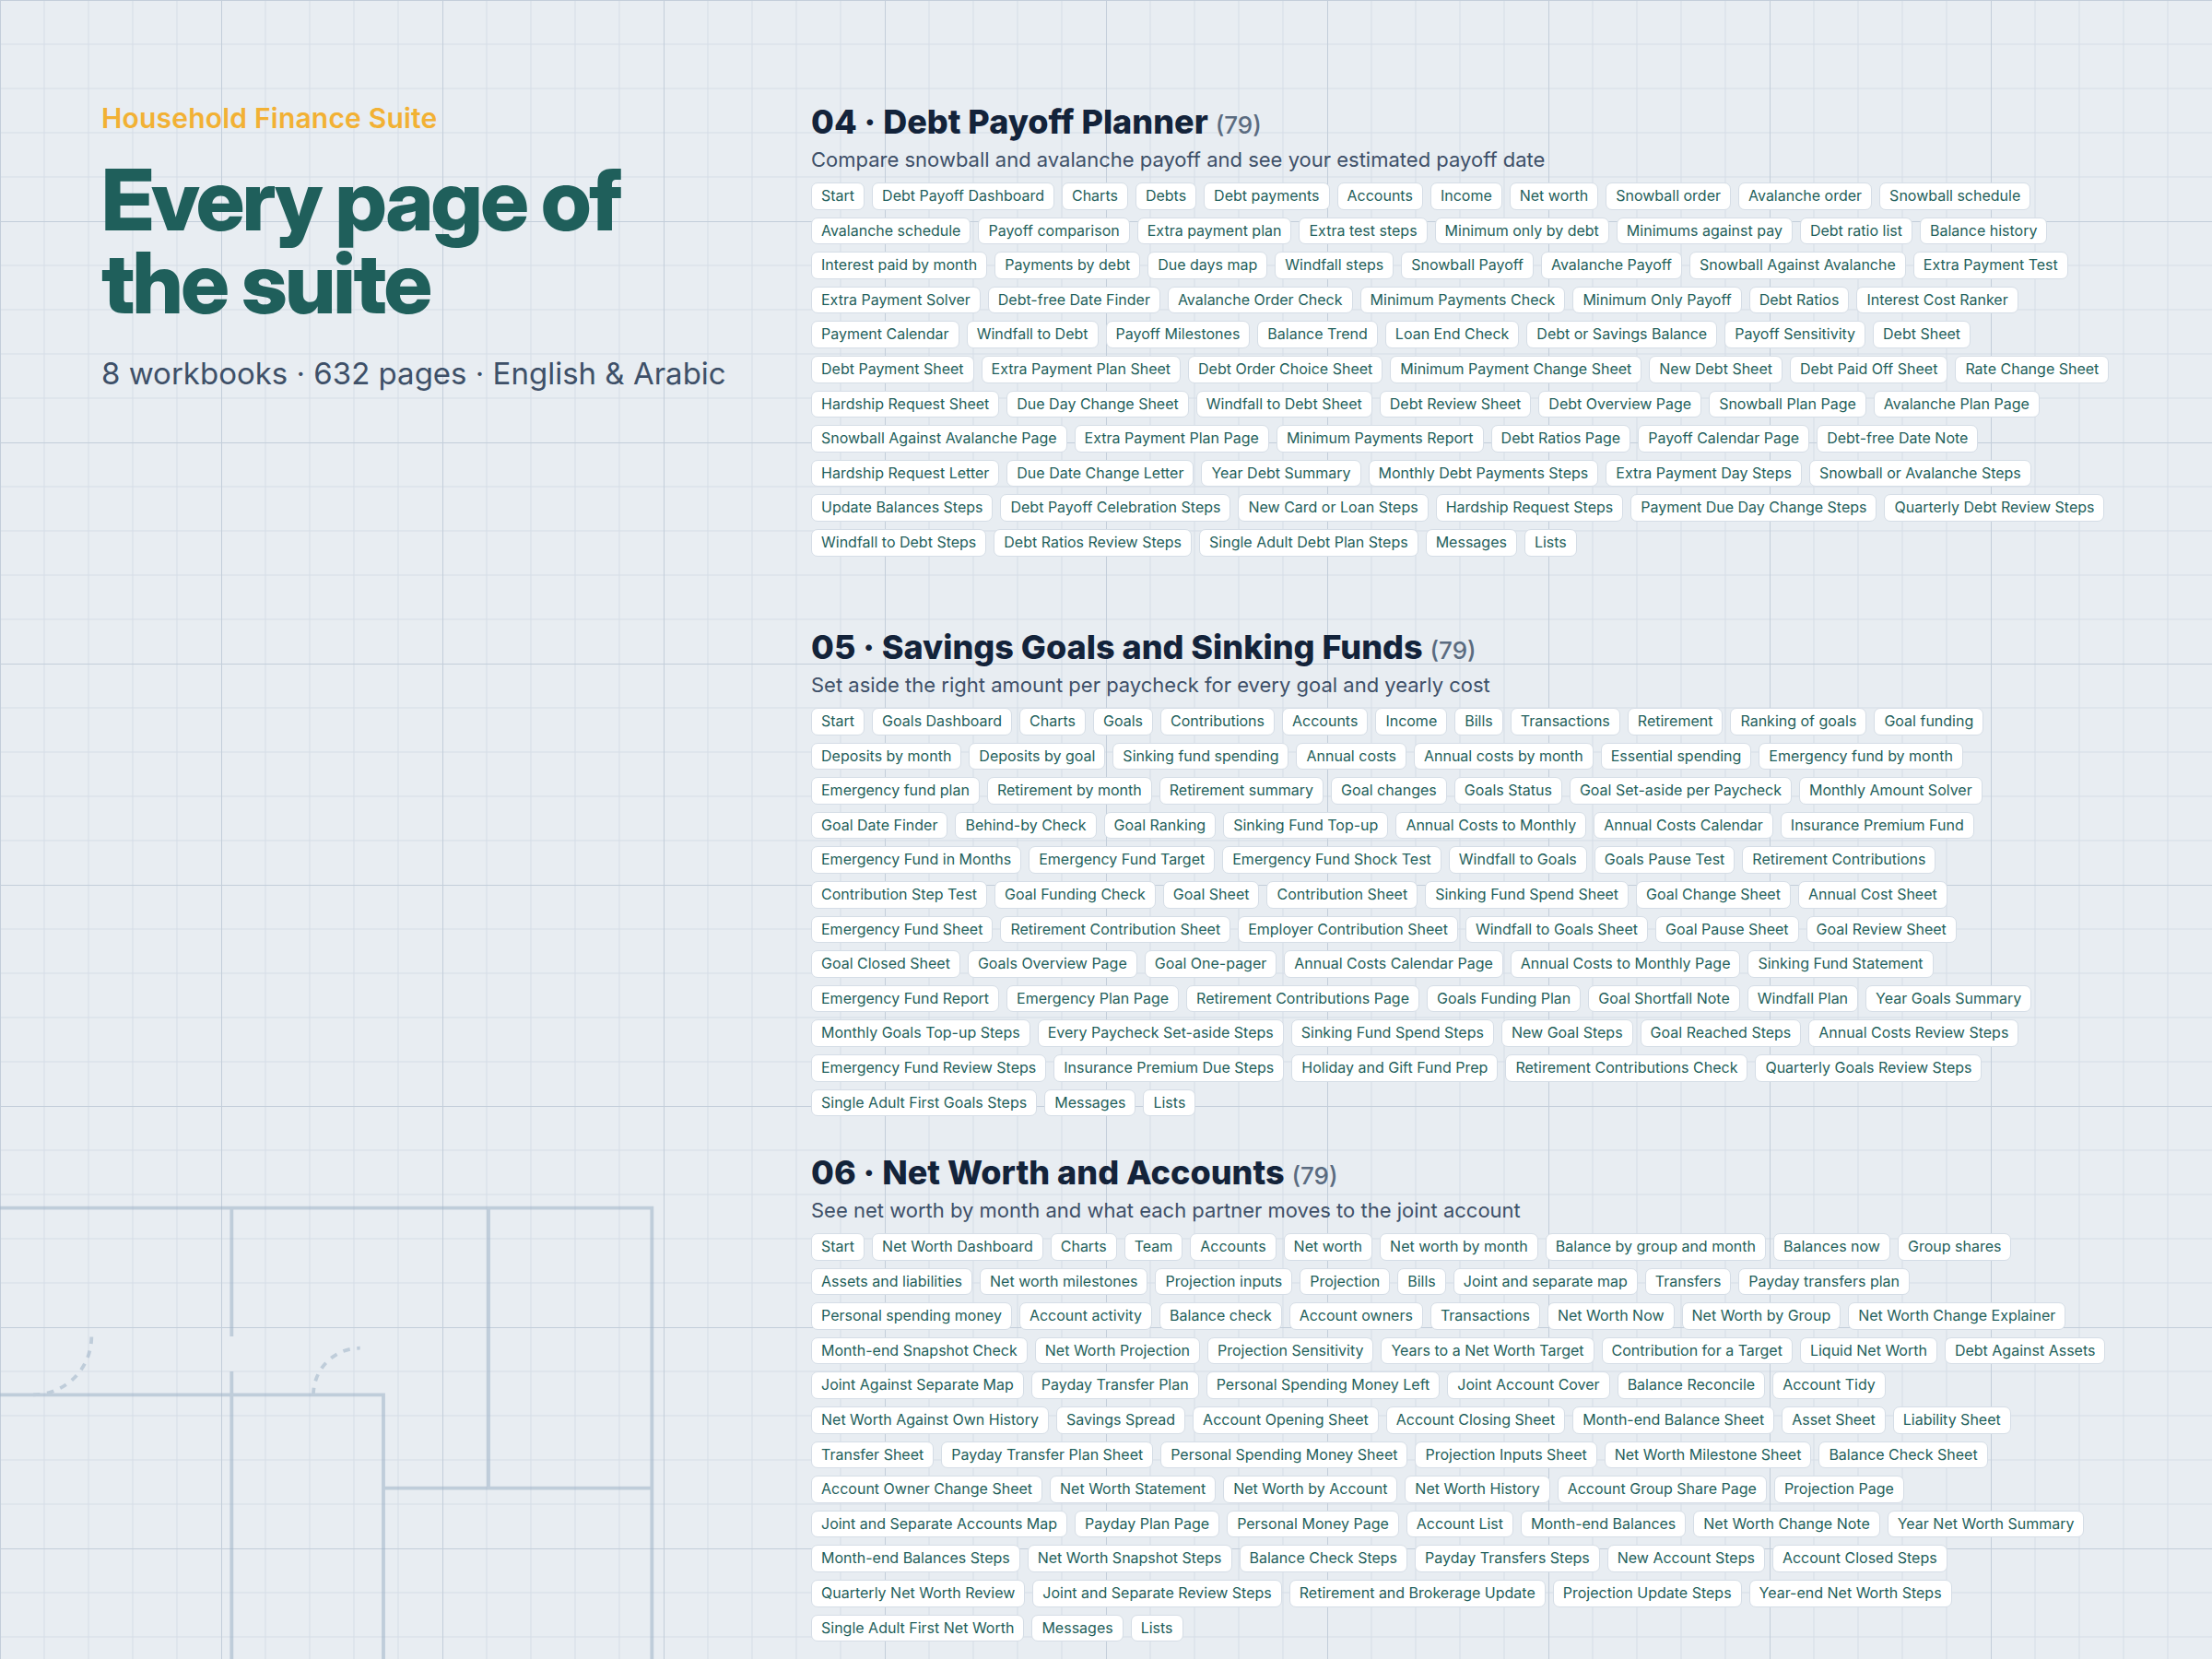 Household Finance Suite
Every page of
the suite
8 workbooks · 632 pages · English & Arabic
04 · Debt Payoff Planner (79)
Compare snowball and avalanche payoff and see your estimated payoff date
Start Debt Payoff Dashboard Charts Debts Debt payments Accounts Income Net worth Snowball order Avalanche order Snowball schedule
Avalanche schedule Payoff comparison Extra payment plan Extra test steps Minimum only by debt Minimums against pay Debt ratio list Balance history
Interest paid by month Payments by debt Due days map Windfall steps Snowball Payoff Avalanche Payoff Snowball Against Avalanche Extra Payment Test
Extra Payment Solver Debt-free Date Finder Avalanche Order Check Minimum Payments Check Minimum Only Payoff Debt Ratios Interest Cost Ranker
Payment Calendar Windfall to Debt Payoff Milestones Balance Trend Loan End Check Debt or Savings Balance Payoff Sensitivity Debt Sheet
Debt Payment Sheet Extra Payment Plan Sheet Debt Order Choice Sheet Minimum Payment Change Sheet New Debt Sheet Debt Paid Off Sheet Rate Change Sheet
Hardship Request Sheet Due Day Change Sheet Windfall to Debt Sheet Debt Review Sheet Debt Overview Page Snowball Plan Page Avalanche Plan Page
Snowball Against Avalanche Page Extra Payment Plan Page Minimum Payments Report Debt Ratios Page Payoff Calendar Page Debt-free Date Note
Hardship Request Letter Due Date Change Letter Year Debt Summary Monthly Debt Payments Steps Extra Payment Day Steps Snowball or Avalanche Steps
Update Balances Steps Debt Payoff Celebration Steps New Card or Loan Steps Hardship Request Steps Payment Due Day Change Steps Quarterly Debt Review Steps
Windfall to Debt Steps Debt Ratios Review Steps Single Adult Debt Plan Steps Messages Lists
05 · Savings Goals and Sinking Funds (79)
Set aside the right amount per paycheck for every goal and yearly cost
Start Goals Dashboard Charts Goals Contributions Accounts Income Bills Transactions Retirement Ranking of goals Goal funding
Deposits by month Deposits by goal Sinking fund spending Annual costs Annual costs by month Essential spending Emergency fund by month
Emergency fund plan Retirement by month Retirement summary Goal changes Goals Status Goal Set-aside per Paycheck Monthly Amount Solver
Goal Date Finder Behind-by Check Goal Ranking Sinking Fund Top-up Annual Costs to Monthly Annual Costs Calendar Insurance Premium Fund
Emergency Fund in Months Emergency Fund Target Emergency Fund Shock Test Windfall to Goals Goals Pause Test Retirement Contributions
Contribution Step Test Goal Funding Check Goal Sheet Contribution Sheet Sinking Fund Spend Sheet Goal Change Sheet Annual Cost Sheet
Emergency Fund Sheet Retirement Contribution Sheet Employer Contribution Sheet Windfall to Goals Sheet Goal Pause Sheet Goal Review Sheet
Goal Closed Sheet Goals Overview Page Goal One-pager Annual Costs Calendar Page Annual Costs to Monthly Page Sinking Fund Statement
Emergency Fund Report Emergency Plan Page Retirement Contributions Page Goals Funding Plan Goal Shortfall Note Windfall Plan Year Goals Summary
Monthly Goals Top-up Steps Every Paycheck Set-aside Steps Sinking Fund Spend Steps New Goal Steps Goal Reached Steps Annual Costs Review Steps
Emergency Fund Review Steps Insurance Premium Due Steps Holiday and Gift Fund Prep Retirement Contributions Check Quarterly Goals Review Steps
Single Adult First Goals Steps Messages Lists
06 · Net Worth and Accounts (79)
See net worth by month and what each partner moves to the joint account
Start Net Worth Dashboard Charts Team Accounts Net worth Net worth by month Balance by group and month Balances now Group shares
Assets and liabilities Net worth milestones Projection inputs Projection Bills Joint and separate map Transfers Payday transfers plan
Personal spending money Account activity Balance check Account owners Transactions Net Worth Now Net Worth by Group Net Worth Change Explainer
Month-end Snapshot Check Net Worth Projection Projection Sensitivity Years to a Net Worth Target Contribution for a Target Liquid Net Worth Debt Against Assets
Joint Against Separate Map Payday Transfer Plan Personal Spending Money Left Joint Account Cover Balance Reconcile Account Tidy
Net Worth Against Own History Savings Spread Account Opening Sheet Account Closing Sheet Month-end Balance Sheet Asset Sheet Liability Sheet
Transfer Sheet Payday Transfer Plan Sheet Personal Spending Money Sheet Projection Inputs Sheet Net Worth Milestone Sheet Balance Check Sheet
Account Owner Change Sheet Net Worth Statement Net Worth by Account Net Worth History Account Group Share Page Projection Page
Joint and Separate Accounts Map Payday Plan Page Personal Money Page Account List Month-end Balances Net Worth Change Note Year Net Worth Summary
Month-end Balances Steps Net Worth Snapshot Steps Balance Check Steps Payday Transfers Steps New Account Steps Account Closed Steps
Quarterly Net Worth Review Joint and Separate Review Steps Retirement and Brokerage Update Projection Update Steps Year-end Net Worth Steps
Single Adult First Net Worth Messages Lists